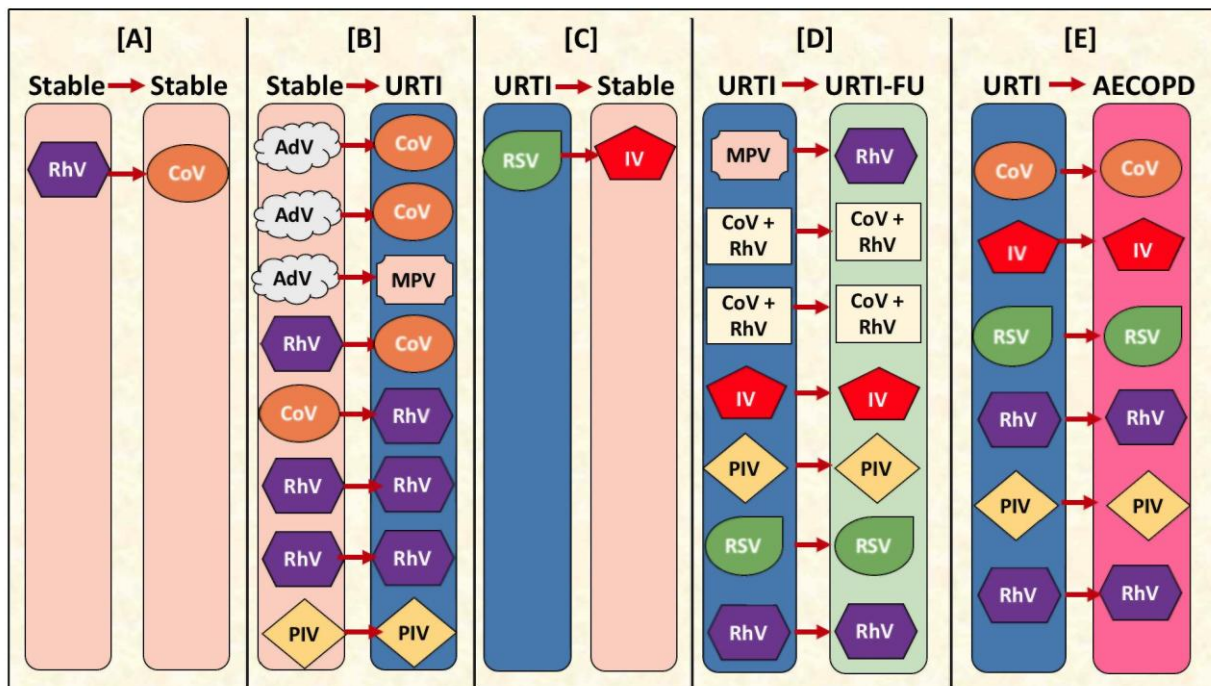 [A]
Stable Stable
RhV CoV
[B]
Stable URTI
AdV CoV
AdV CoV
AdV MPV
RhV CoV
CoV RhV
RhV RhV
RhV RhV
PIV PIV
[C]
URTI Stable
RSV IV
[D]
URTI URTI-FU
MPV RhV
CoV + CoV +
RhV RhV
CoV + CoV +
RhV RhV
IV IV
PIV PIV
RSV RSV
RhV RhV
[E]
URTI AECOPD
CoV CoV
IV IV
RSV RSV
RhV RhV
PIV PIV
RhV RhV